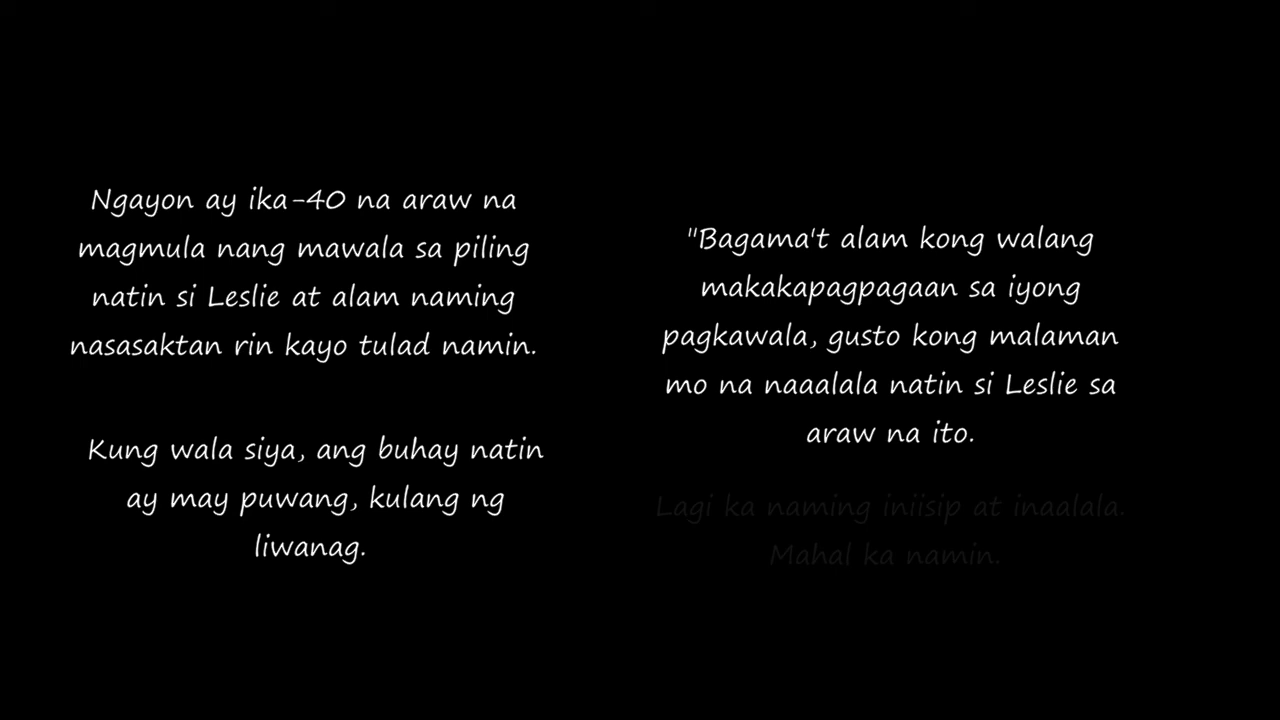 Ngayon ay ika-40 na araw na
magmula nang mawala sa piling
natin si Leslie at alam naming
nasasaktan rin kayo tulad namin.
Kung wala siya, ang buhay natin
ay may puwang, kulang ng
liwanag.
"Bagama't alam kong walang
makakapagpagaan sa iyong
pagkawala, gusto kong malaman
mo na naaalala natin si Leslie sa
araw na ito.
Lagi ka naming iniisip at inaalala.
Mahal ka namin.